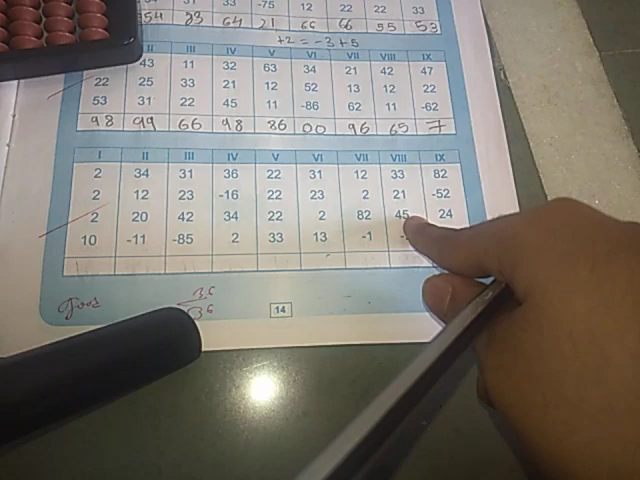 31 33 -75 12 22 22 33
154 83 64 21 66 66 55 53
+2 = -3 + 5
II III IV V VI VII VIII IX
43 11 32 63 34 21 42 47
22 25 33 21 12 52 13 12 22
53 31 22 45 11 -86 62 11 -62
98 99 66 98 86 00 96 65 7
I II III IV V VI VII VIII IX
2 34 31 36 22 31 12 33 82
2 12 23 -16 22 23 2 21 -52
2 20 42 34 22 2 82 45 24
10 -11 -85 2 33 13 -1
Good 36
36
14